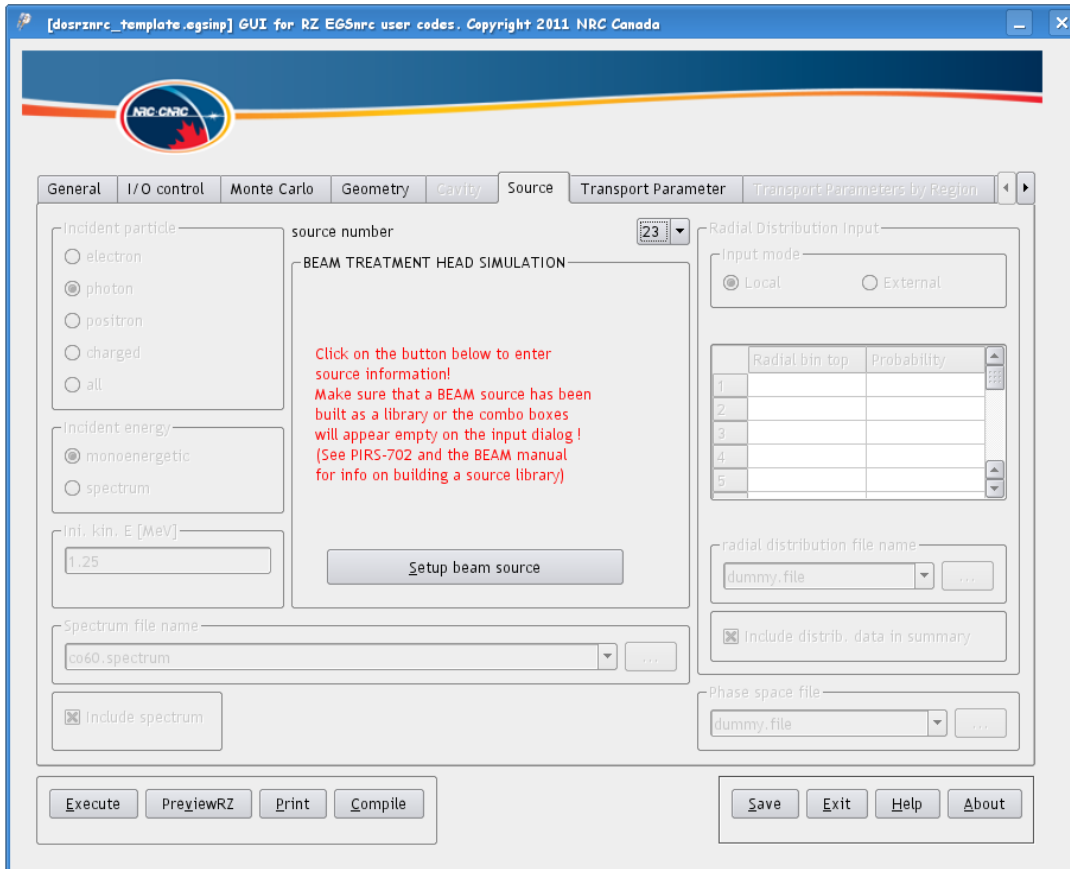 [dosrznrc_template.egsinp] GUI for RZ EGSnrc user codes. Copyright 2011 NRC Canada
NRC·CNRC
General I/O control Monte Carlo Geometry Cavity Source Transport Parameter Transport Parameters by Region
Incident particle
electron
photon
positron
charged
all
Incident energy
monoenergetic
spectrum
Ini. kin. E [MeV]
1.25
source number 23
BEAM TREATMENT HEAD SIMULATION
Click on the button below to enter
source information!
Make sure that a BEAM source has been
built as a library or the combo boxes
will appear empty on the input dialog !
(See PIRS-702 and the BEAM manual
for info on building a source library)
Setup beam source
Spectrum file name
co60.spectrum ...
Include spectrum
Radial Distribution Input
Input mode
Local External
Radial bin top Probability
1
2
3
4
5
radial distribution file name
dummy.file ...
Include distrib. data in summary
Phase space file
dummy.file ...
Execute PreviewRZ Print Compile
Save Exit Help About